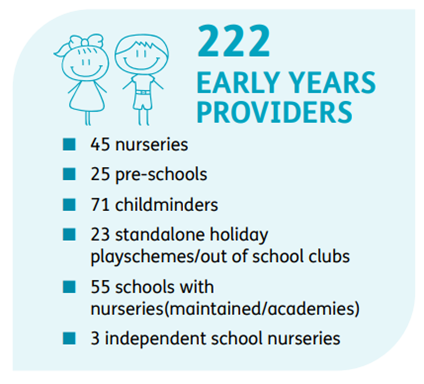 222
EARLY YEARS
PROVIDERS
45 nurseries
25 pre-schools
71 childminders
23 standalone holiday
playschemes/out of school clubs
55 schools with
nurseries(maintained/academies)
3 independent school nurseries